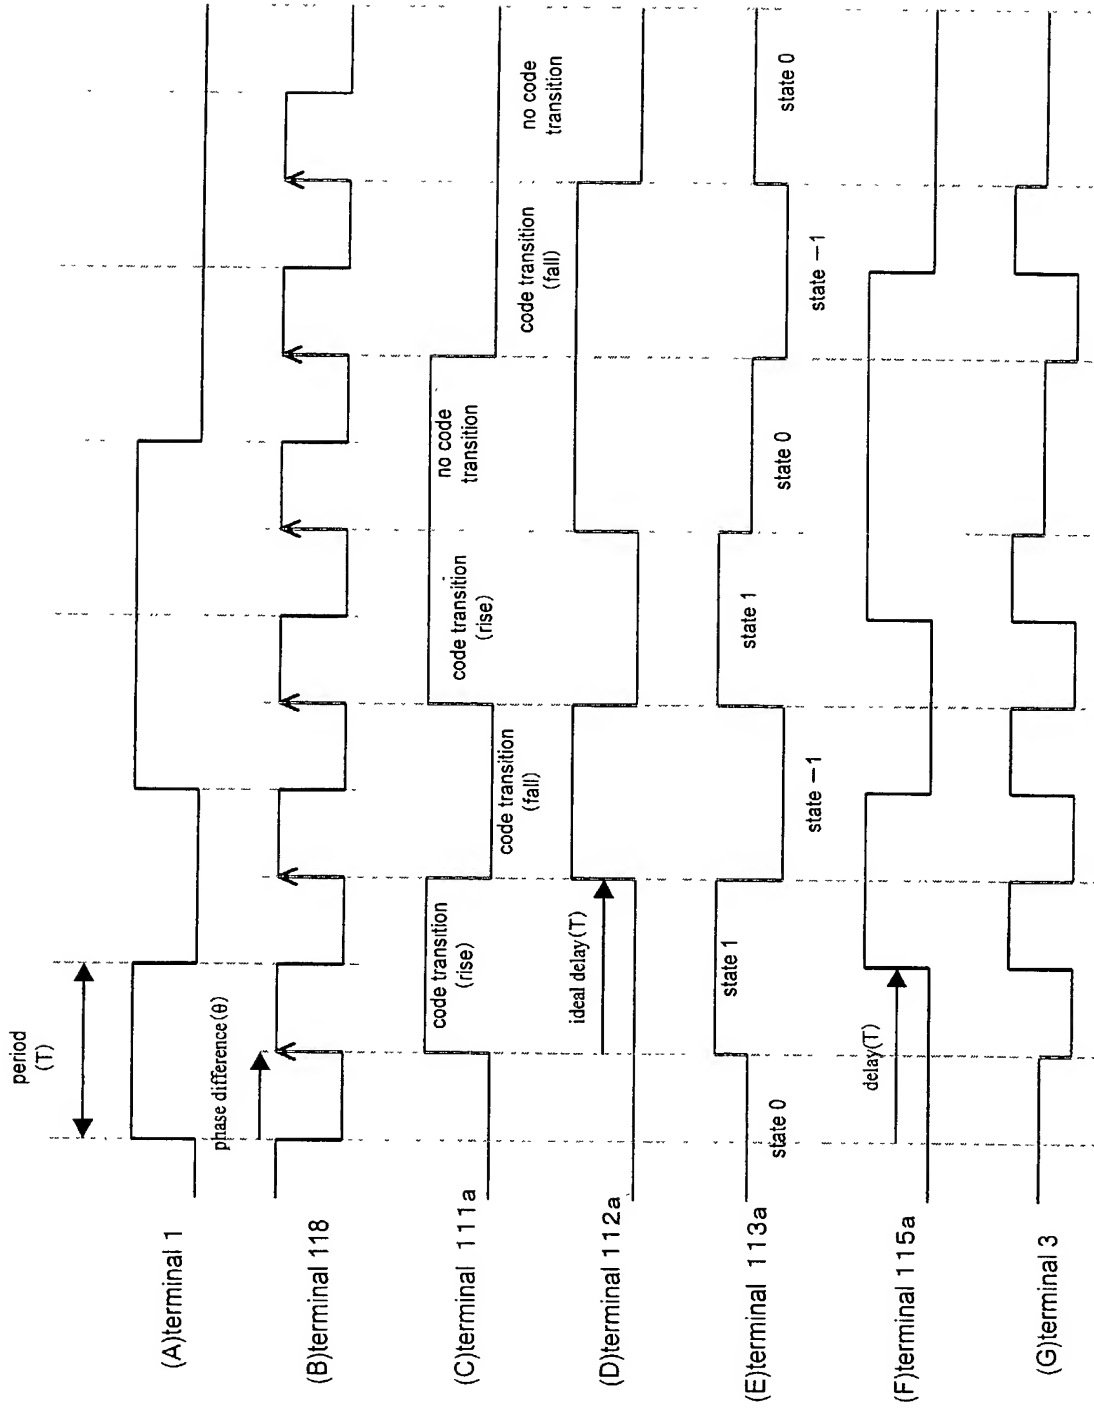 period
(T)
(A)terminal 1
phase difference(θ)
(B)terminal 118
(C)terminal 111a
code transition
(rise)
code transition
(fall)
code transition
(rise)
no code
transition
code transition
(fall)
no code
transition
(D)terminal 112a
ideal delay(T)
(E)terminal 113a
state 0
state 1
state −1
state 1
state 0
state −1
state 0
(F)terminal 115a
delay(T)
(G)terminal 3